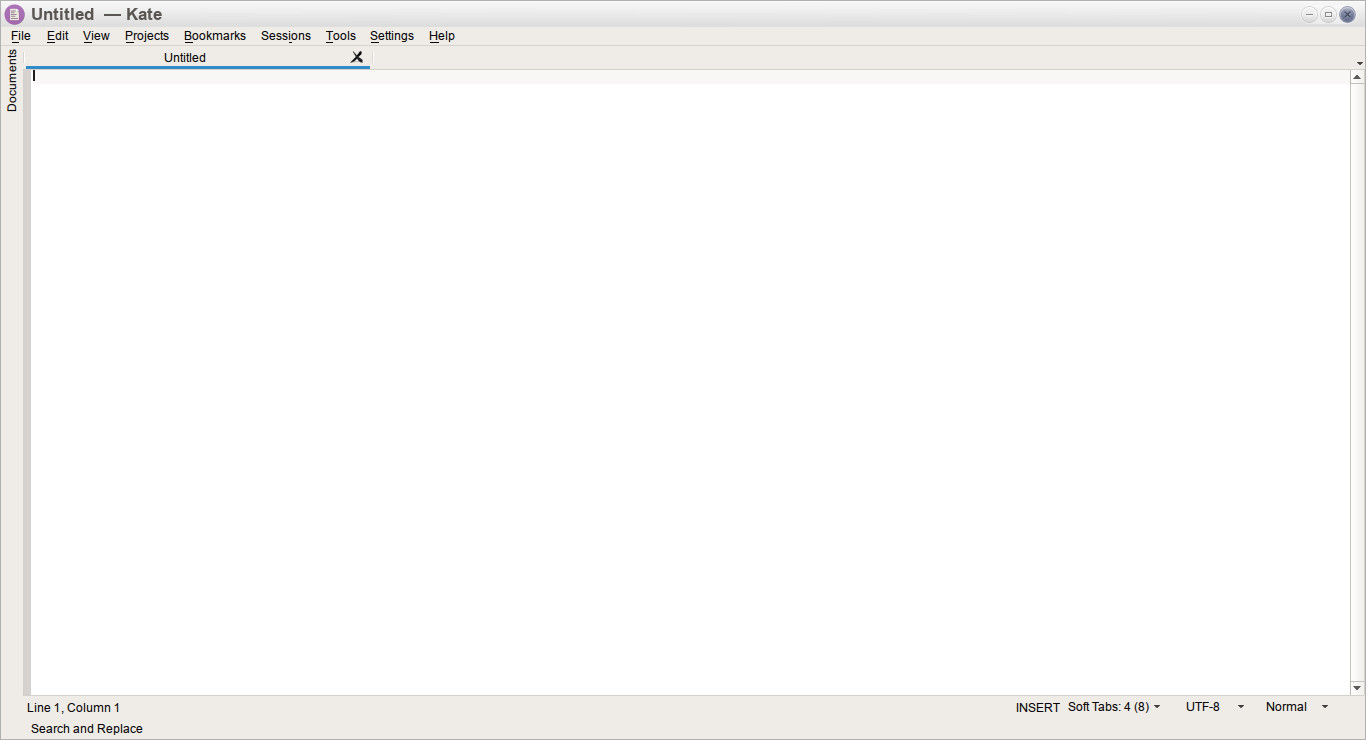 Untitled — Kate
File Edit View Projects Bookmarks Sessions Tools Settings Help
Documents
Untitled
Line 1, Column 1 INSERT Soft Tabs: 4 (8) UTF-8 Normal
Search and Replace